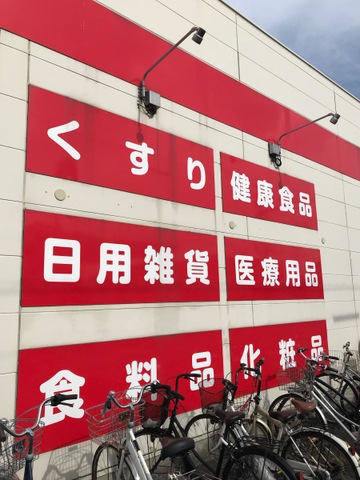 くすり
健康食品
日用雑貨
医療用品
食料品
化粧品